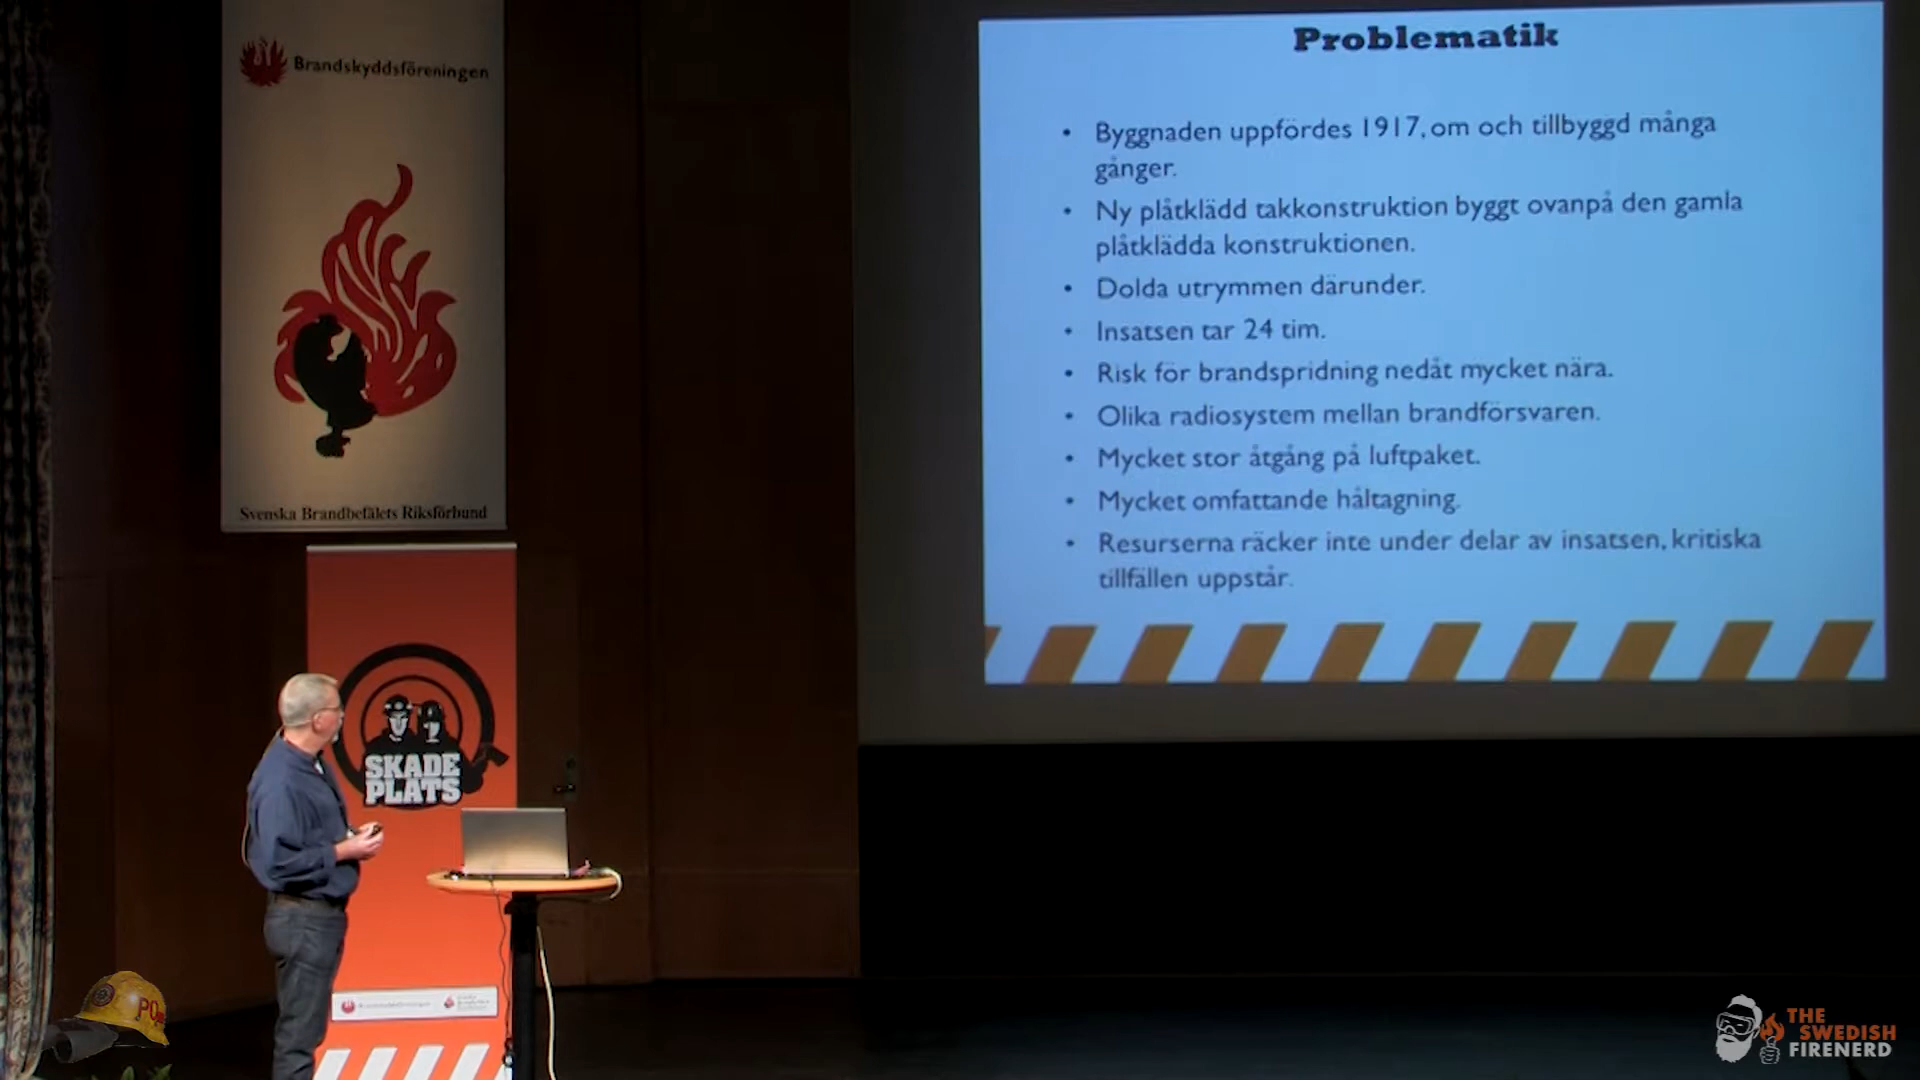 Brandskyddsföreningen
Svenska Brandbefälets Riksförbund
SKADE
PLATS
Problematik
• Byggnaden uppfördes 1917, om och tillbyggd många
gånger.
• Ny plåtklädd takkonstruktion byggt ovanpå den gamla
plåtklädda konstruktionen.
• Dolda utrymmen därunder.
• Insatsen tar 24 tim.
• Risk för brandspridning nedåt mycket nära.
• Olika radiosystem mellan brandförsvaren.
• Mycket stor åtgång på luftpaket.
• Mycket omfattande håltagning.
• Resurserna räcker inte under delar av insatsen, kritiska
tillfällen uppstår.
Brandskyddsföreningen
THE
SWEDISH
FIRENERD